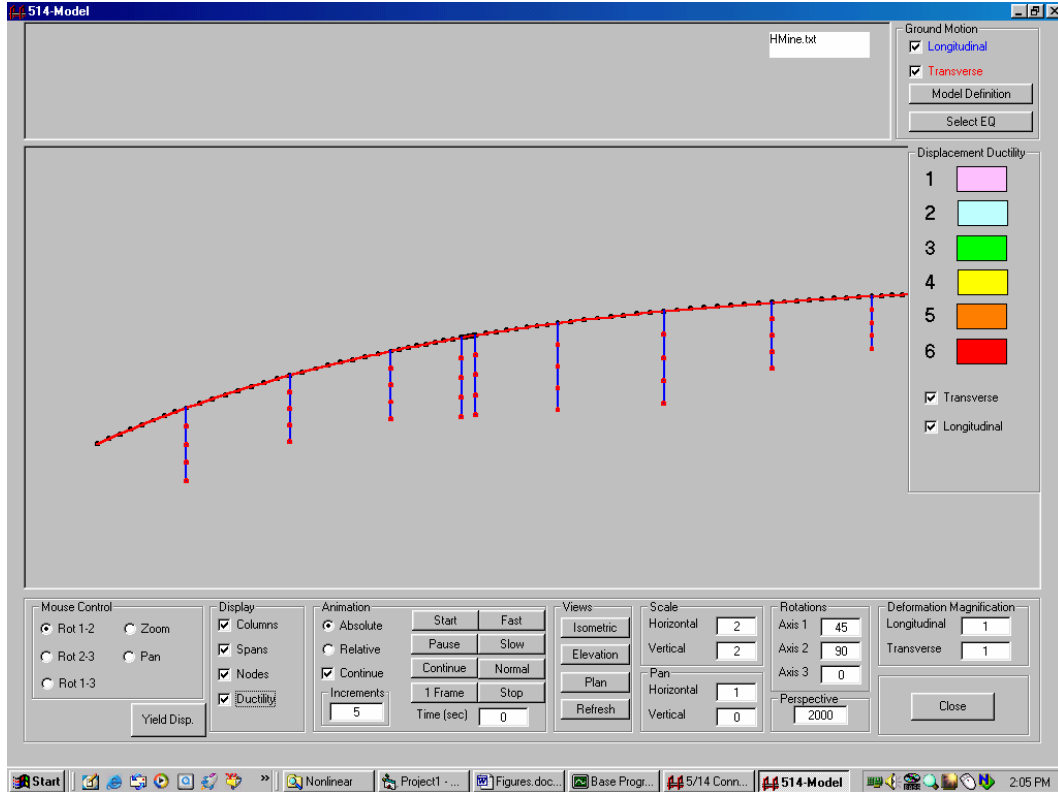 514-Model
HMine.txt
Ground Motion
Longitudinal
Transverse
Model Definition
Select EQ
Displacement Ductility
1
2
3
4
5
6
Transverse
Longitudinal
Mouse Control
Rot 1-2
Zoom
Rot 2-3
Pan
Rot 1-3
Yield Disp.
Display
Columns
Spans
Nodes
Ductility
Animation
Absolute
Relative
Continue
Increments
5
Start
Fast
Pause
Slow
Continue
Normal
1 Frame
Stop
Time (sec)
0
Views
Isometric
Elevation
Plan
Refresh
Scale
Horizontal
2
Vertical
2
Pan
Horizontal
1
Vertical
0
Rotations
Axis 1
45
Axis 2
90
Axis 3
0
Perspective
2000
Deformation Magnification
Longitudinal
1
Transverse
1
Close
Start
»
Nonlinear
Project1 - ...
Figures.doc...
Base Progr...
5/14 Conn...
514-Model
2:05 PM